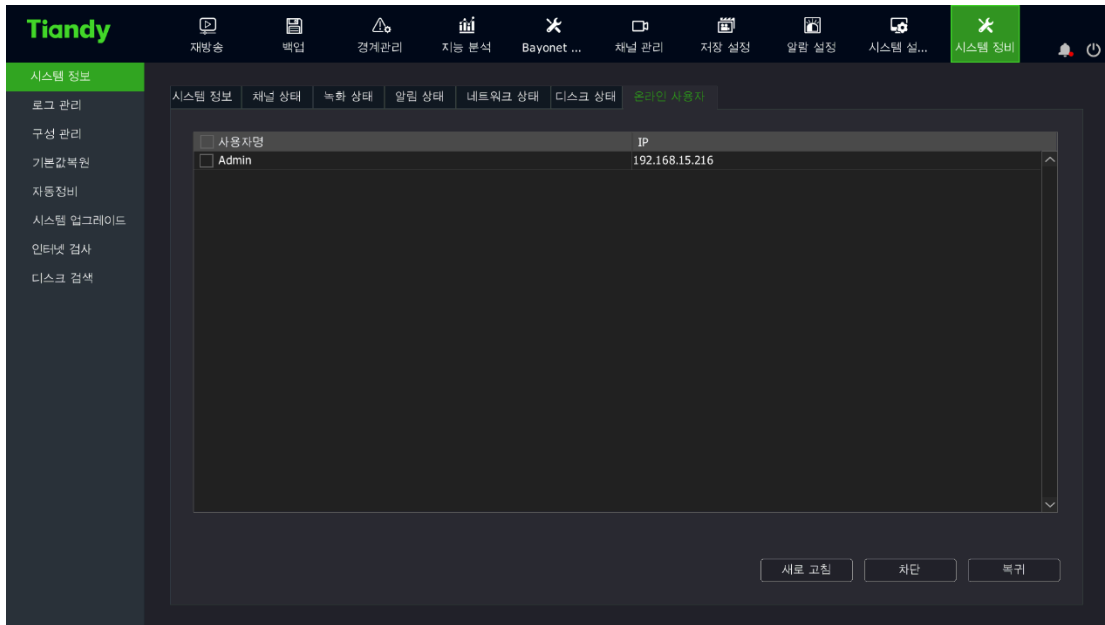 Tiandy
재방송 백업 경계관리 지능 분석 Bayonet ... 채널 관리 저장 설정 알람 설정 시스템 설... 시스템 정비
시스템 정보
로그 관리
구성 관리
기본값복원
자동정비
시스템 업그레이드
인터넷 검사
디스크 검색
시스템 정보 채널 상태 녹화 상태 알림 상태 네트워크 상태 디스크 상태 온라인 사용자
사용자명 IP
Admin 192.168.15.216
새로 고침 차단 복귀